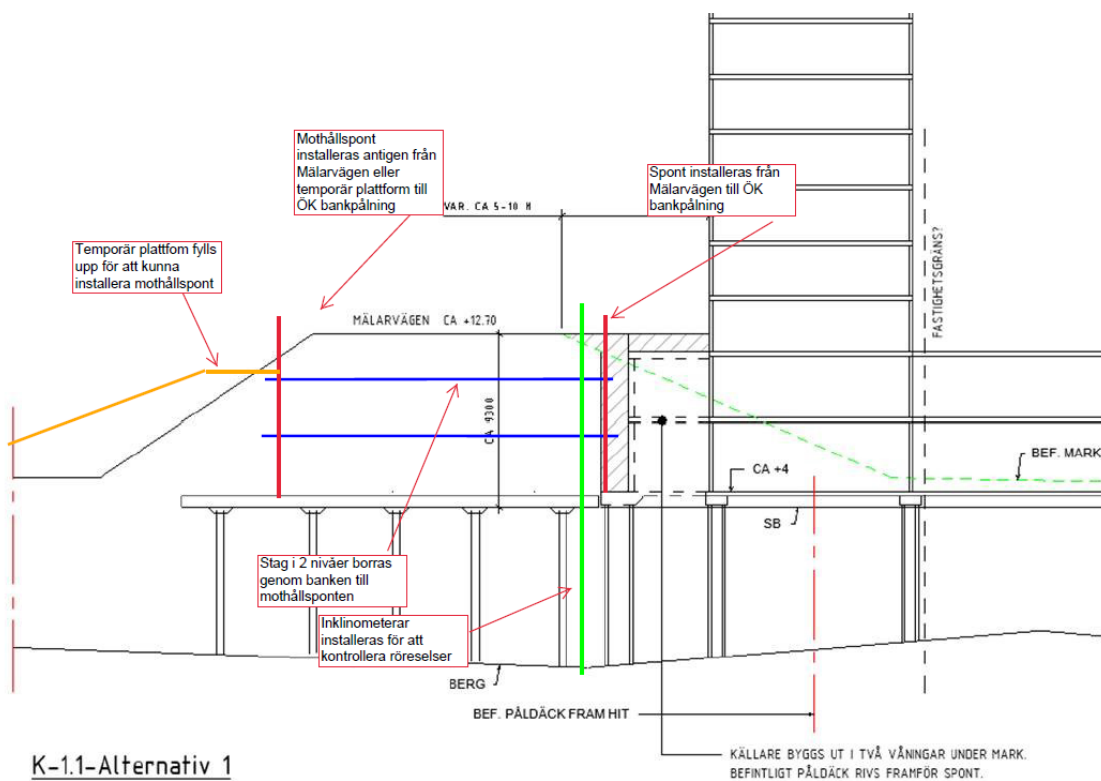 Mothållspont
installeras antigen från
Mälarvägen eller
temporär plattform till
ÖK bankpålning
Spont installeras från
Mälarvägen till ÖK
bankpålning
VAR. CA 5-10 M
Temporär plattfom fylls
upp för att kunna
installera mothållspont
FASTIGHETSGRÄNS?
MÄLARVÄGEN CA +12.70
CA 9300
BEF. MARK
CA +4
SB
Stag i 2 nivåer borras
genom banken till
mothållsponten
Inklinometerar
installeras för att
kontrollera röreselser
BERG
BEF. PÅLDÄCK FRAM HIT
KÄLLARE BYGGS UT I TVÅ VÅNINGAR UNDER MARK.
BEFINTLIGT PÅLDÄCK RIVS FRAMFÖR SPONT.
K-1.1-Alternativ 1